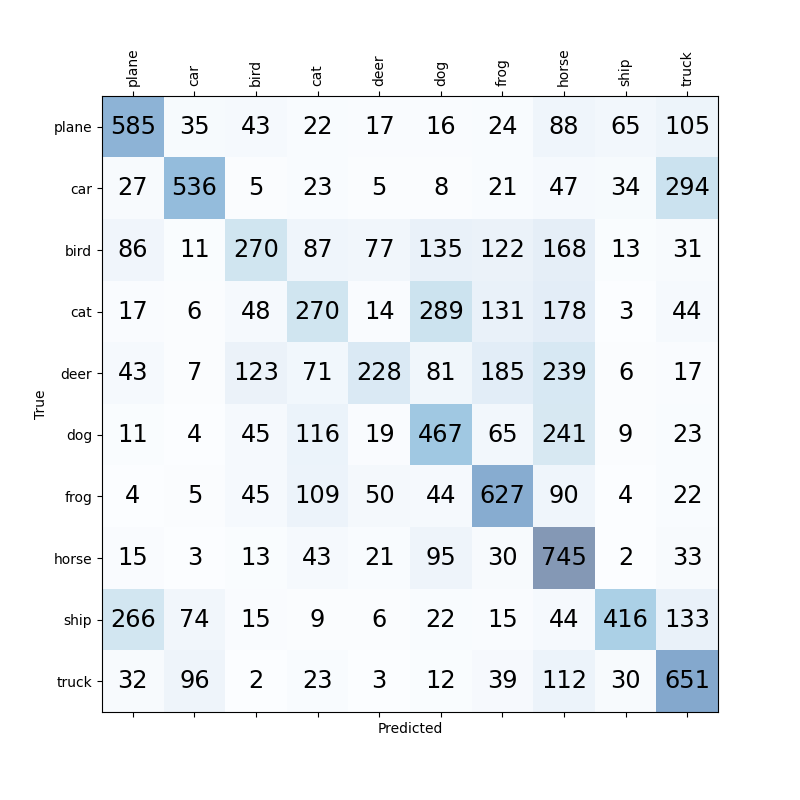 plane car bird cat deer dog frog horse ship truck
plane 585 35 43 22 17 16 24 88 65 105
car 27 536 5 23 5 8 21 47 34 294
bird 86 11 270 87 77 135 122 168 13 31
cat 17 6 48 270 14 289 131 178 3 44
deer 43 7 123 71 228 81 185 239 6 17
True
dog 11 4 45 116 19 467 65 241 9 23
frog 4 5 45 109 50 44 627 90 4 22
horse 15 3 13 43 21 95 30 745 2 33
ship 266 74 15 9 6 22 15 44 416 133
truck 32 96 2 23 3 12 39 112 30 651
Predicted